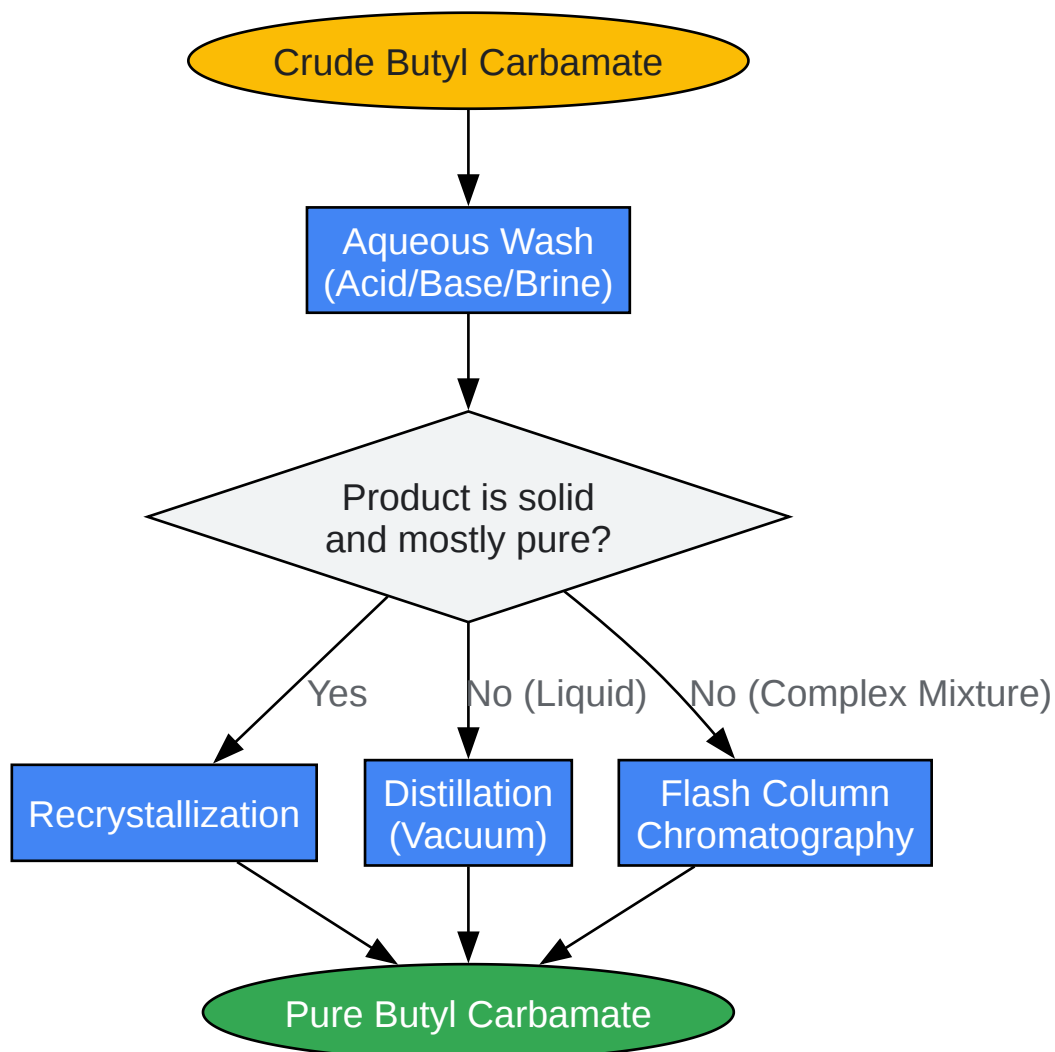 Crude Butyl Carbamate
Aqueous Wash
(Acid/Base/Brine)
Product is solid
and mostly pure?
Yes
No (Liquid)
No (Complex Mixture)
Recrystallization
Distillation
(Vacuum)
Flash Column
Chromatography
Pure Butyl Carbamate